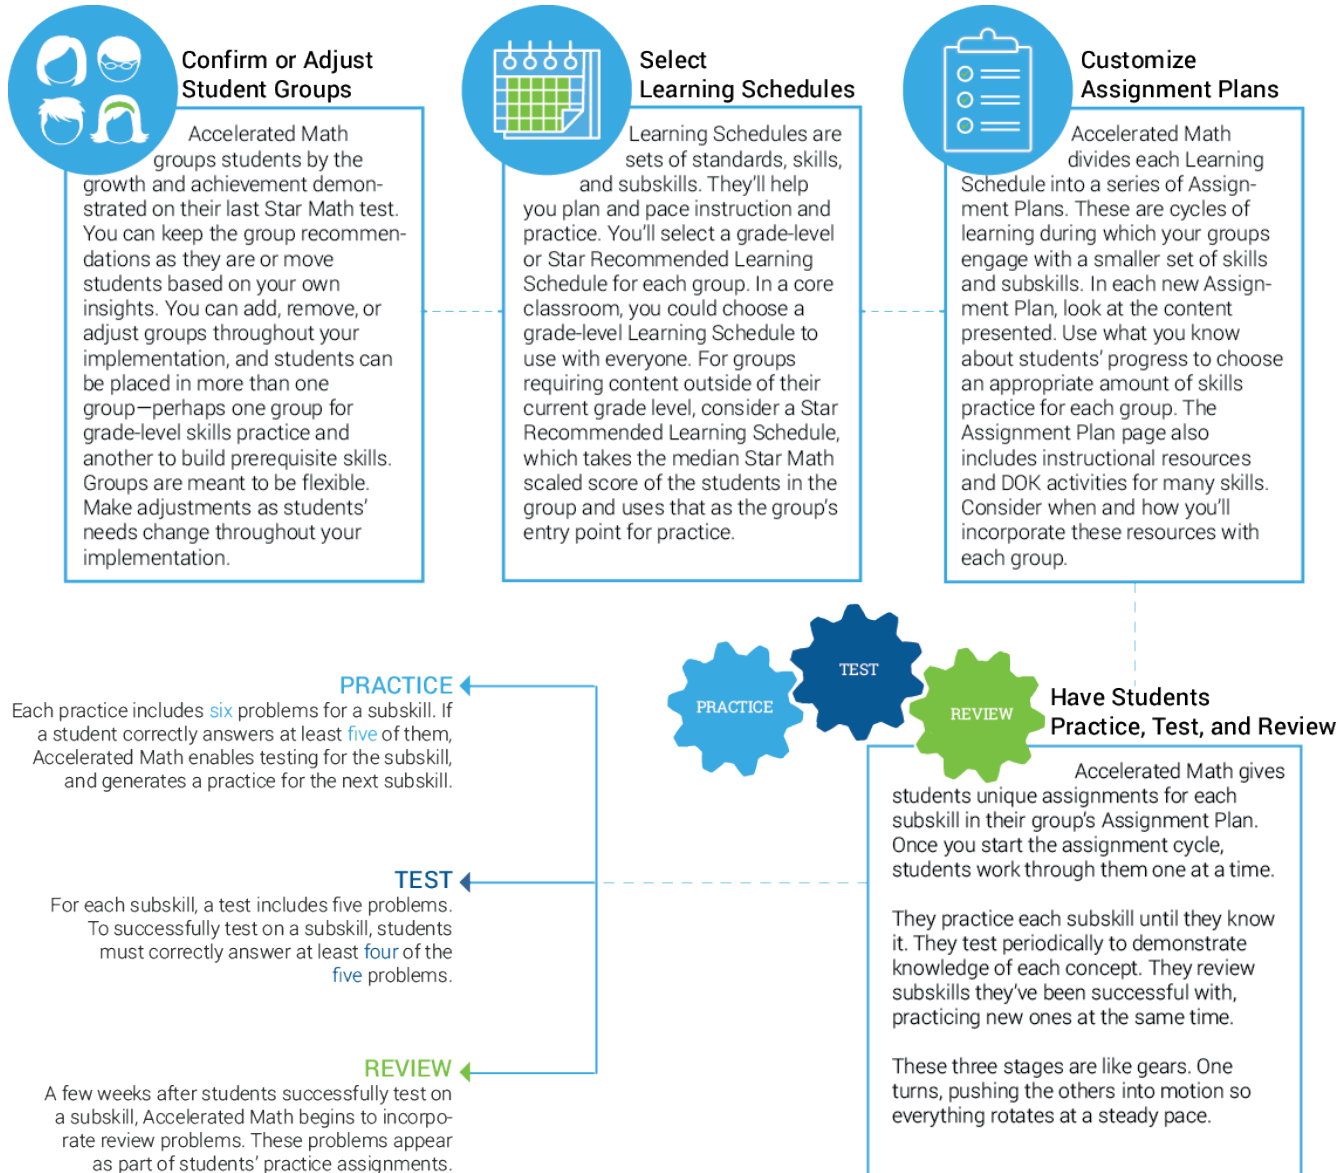 Confirm or Adjust
Student Groups
Accelerated Math
groups students by the
growth and achievement demon-
strated on their last Star Math test.
You can keep the group recommen-
dations as they are or move
students based on your own
insights. You can add, remove, or
adjust groups throughout your
implementation, and students can
be placed in more than one
group—perhaps one group for
grade-level skills practice and
another to build prerequisite skills.
Groups are meant to be flexible.
Make adjustments as students'
needs change throughout your
implementation.
Select
Learning Schedules
Learning Schedules are
sets of standards, skills,
and subskills. They'll help
you plan and pace instruction and
practice. You'll select a grade-level
or Star Recommended Learning
Schedule for each group. In a core
classroom, you could choose a
grade-level Learning Schedule to
use with everyone. For groups
requiring content outside of their
current grade level, consider a Star
Recommended Learning Schedule,
which takes the median Star Math
scaled score of the students in the
group and uses that as the group's
entry point for practice.
Customize
Assignment Plans
Accelerated Math
divides each Learning
Schedule into a series of Assign-
ment Plans. These are cycles of
learning during which your groups
engage with a smaller set of skills
and subskills. In each new Assign-
ment Plan, look at the content
presented. Use what you know
about students' progress to choose
an appropriate amount of skills
practice for each group. The
Assignment Plan page also
includes instructional resources
and DOK activities for many skills.
Consider when and how you'll
incorporate these resources with
each group.
PRACTICE
TEST
REVIEW
Have Students
Practice, Test, and Review
Accelerated Math gives
students unique assignments for each
subskill in their group's Assignment Plan.
Once you start the assignment cycle,
students work through them one at a time.
They practice each subskill until they know
it. They test periodically to demonstrate
knowledge of each concept. They review
subskills they've been successful with,
practicing new ones at the same time.
These three stages are like gears. One
turns, pushing the others into motion so
everything rotates at a steady pace.
PRACTICE
Each practice includes six problems for a subskill. If
a student correctly answers at least five of them,
Accelerated Math enables testing for the subskill,
and generates a practice for the next subskill.
TEST
For each subskill, a test includes five problems.
To successfully test on a subskill, students
must correctly answer at least four of the
five problems.
REVIEW
A few weeks after students successfully test on
a subskill, Accelerated Math begins to incorpo-
rate review problems. These problems appear
as part of students' practice assignments.